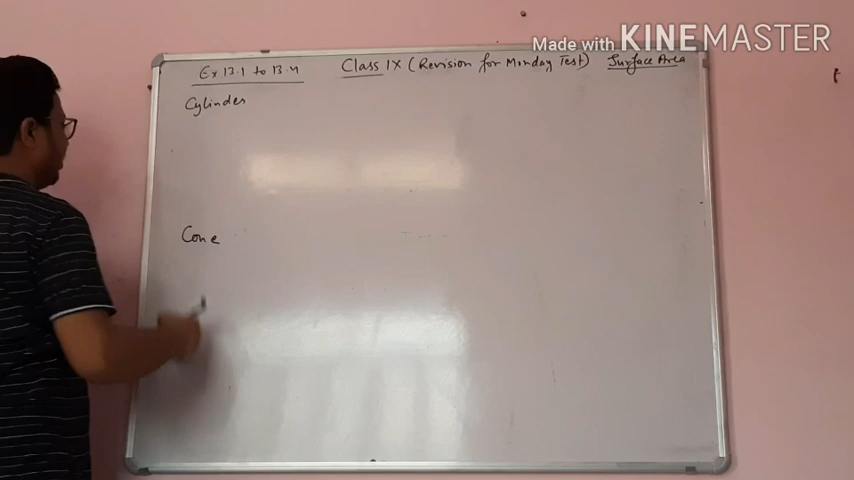 Made with KINEMASTER
Ex 13.1 to 13.4 Class IX (Revision for Monday Test) Surface Area
Cylinder
Cone